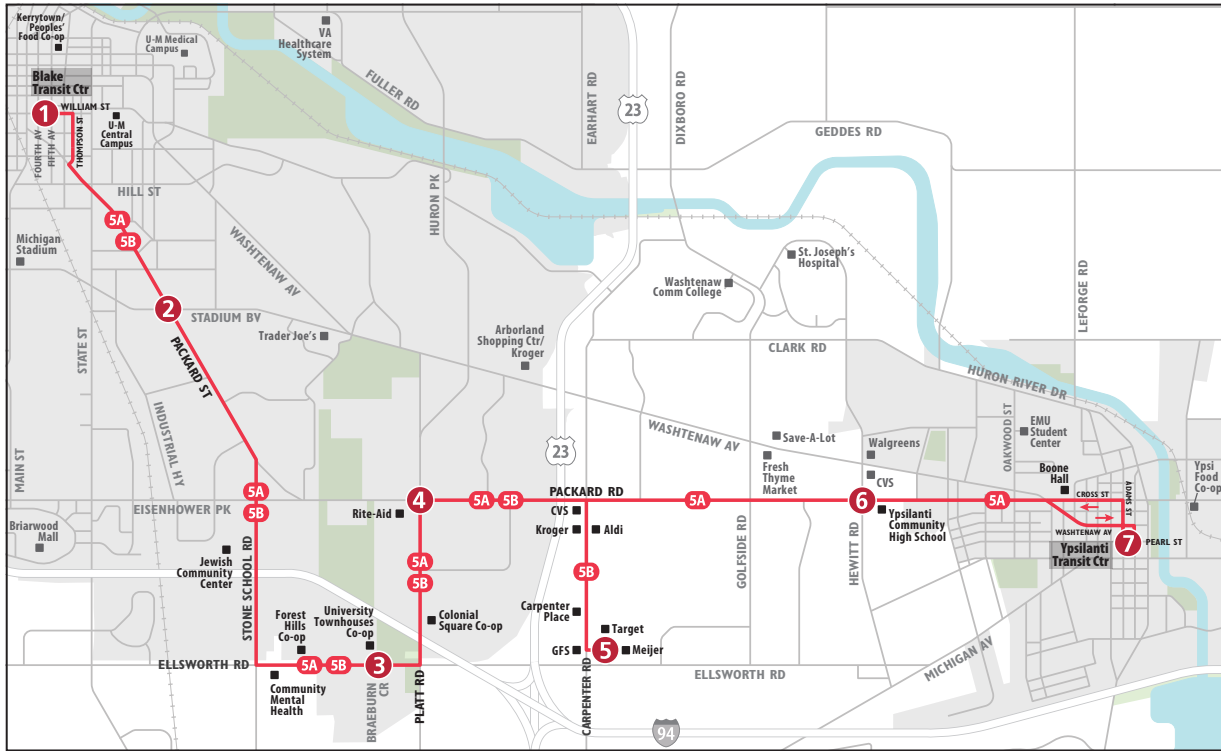 Kerrytown/
Peoples'
Food Co-op
U-M Medical
Campus
VA
Healthcare
System
Blake
Transit Ctr
1
WILLIAM ST
THOMPSON ST
FOURTH AV
FIFTH AV
U-M
Central
Campus
FULLER RD
EARHART RD
23
DIXBORO RD
GEDDES RD
HILL ST
HURON PK
5A
5B
Michigan
Stadium
WASHTENAW AV
St. Joseph's
Hospital
Washtenaw
Comm College
LEFORGE RD
2
STADIUM BV
STATE ST
PACKARD ST
Trader Joe's
Arborland
Shopping Ctr/
Kroger
CLARK RD
HURON RIVER DR
INDUSTRIAL HY
MAIN ST
23
WASHTENAW AV
Save-A-Lot
Fresh
Thyme
Market
Walgreens
CVS
OAKWOOD ST
EMU
Student
Center
Boone
Hall
Ypsi
Food
Co-op
5A
5B
EISENHOWER PK
4
5A
5B
PACKARD RD
5A
6
5A
CROSS ST
ADAMS ST
Rite-Aid
CVS
Kroger
Aldi
Ypsilanti
Community
High School
WASHTENAW AV
7
PEARL ST
Ypsilanti
Transit Ctr
Briarwood
Mall
Jewish
Community
Center
STONE SCHOOL RD
5A
5B
5B
GOLFSIDE RD
HEWITT RD
Forest
Hills
Co-op
University
Townhouses
Co-op
Colonial
Square Co-op
Carpenter
Place
Target
GFS
5
Meijer
ELLSWORTH RD
5A
5B
3
ELLSWORTH RD
MICHIGAN AV
Community
Mental
Health
BRAEBURN
CR
PLATT RD
CARPENTER RD
94